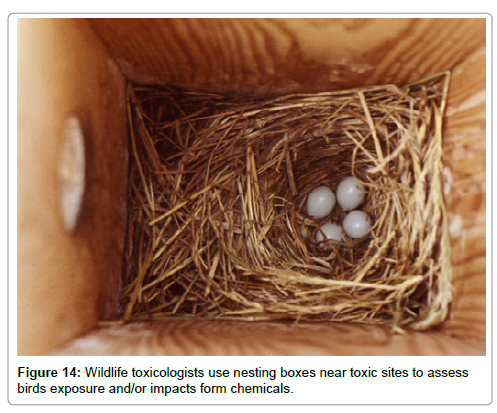 Figure 14: Wildlife toxicologists use nesting boxes near toxic sites to assess
birds exposure and/or impacts form chemicals.